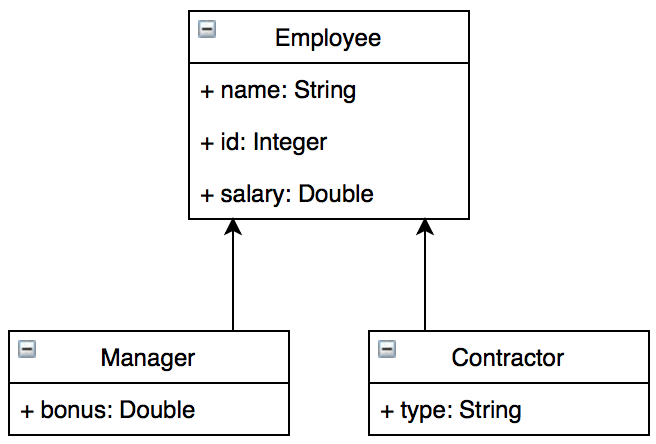 Employee
+ name: String
+ id: Integer
+ salary: Double
Manager
+ bonus: Double
Contractor
+ type: String